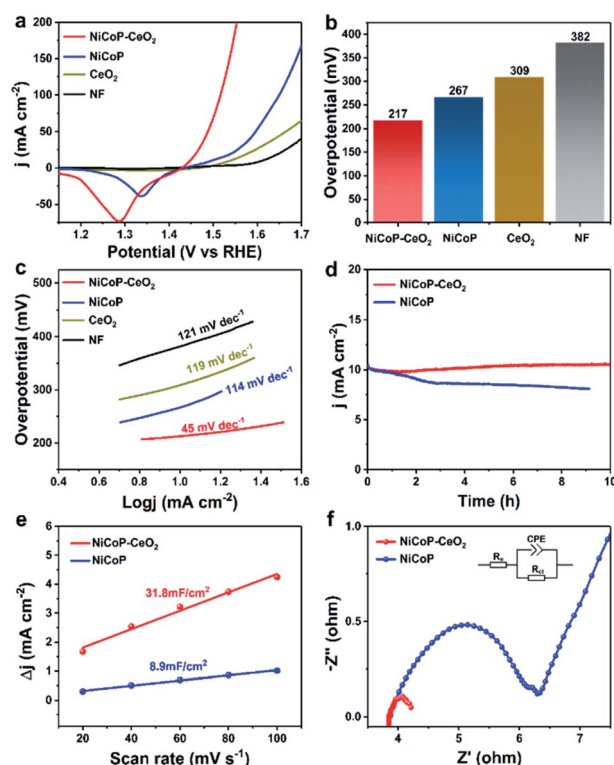 a
NiCoP-CeO₂
NiCoP
CeO₂
NF
200
150
100
50
0
-50
j (mA cm⁻²)
1.2 1.3 1.4 1.5 1.6 1.7
Potential (V vs RHE)
b
217
267
309
382
400
350
300
250
200
150
100
50
0
Overpotential (mV)
NiCoP-CeO₂ NiCoP CeO₂ NF
c
NiCoP-CeO₂
NiCoP
CeO₂
NF
500
400
300
200
Overpotential (mV)
121 mV dec⁻¹
119 mV dec⁻¹
114 mV dec⁻¹
45 mV dec⁻¹
0.4 0.6 0.8 1.0 1.2 1.4 1.6
Logj (mA cm⁻²)
d
NiCoP-CeO₂
NiCoP
25
20
15
10
5
0
j (mA cm⁻²)
0 2 4 6 8 10
Time (h)
e
NiCoP-CeO₂
NiCoP
6
5
4
3
2
1
0
Δj (mA cm⁻²)
31.8mF/cm²
8.9mF/cm²
20 40 60 80 100
Scan rate (mV s⁻¹)
f
NiCoP-CeO₂
NiCoP
CPE
Rs
Rct
1.0
0.5
0.0
-Z'' (ohm)
4 5 6 7
Z' (ohm)